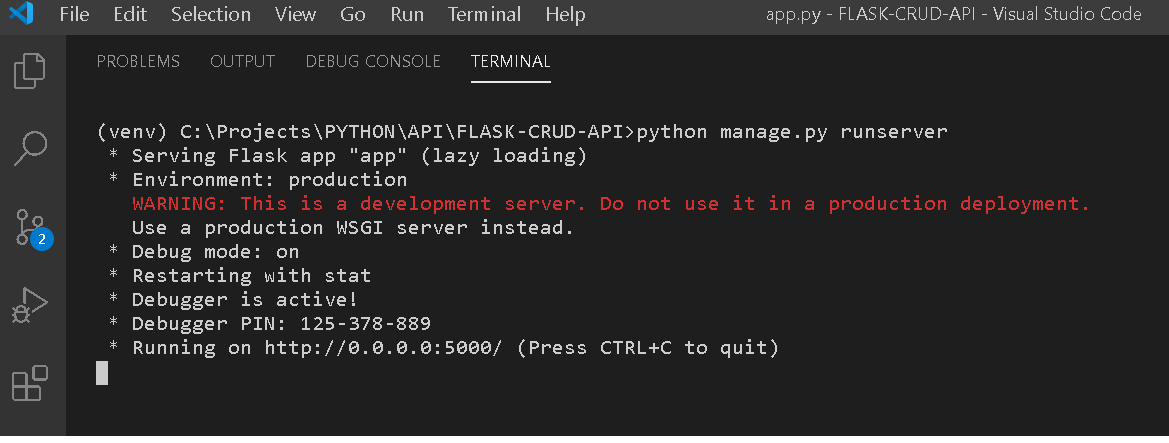 File Edit Selection View Go Run Terminal Help app.py - FLASK-CRUD-API - Visual Studio Code
PROBLEMS OUTPUT DEBUG CONSOLE TERMINAL
(venv) C:\Projects\PYTHON\API\FLASK-CRUD-API>python manage.py runserver
* Serving Flask app "app" (lazy loading)
* Environment: production
WARNING: This is a development server. Do not use it in a production deployment.
Use a production WSGI server instead.
* Debug mode: on
* Restarting with stat
* Debugger is active!
* Debugger PIN: 125-378-889
* Running on http://0.0.0.0:5000/ (Press CTRL+C to quit)
2